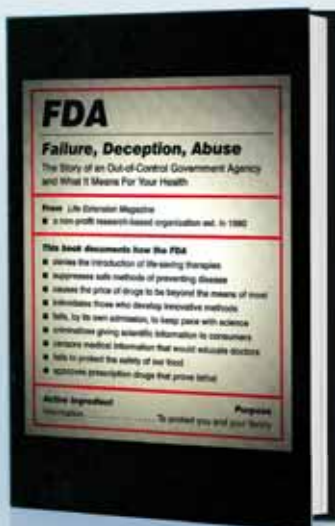 FDA
Failure, Deception, Abuse
The Story of an Out-of-Control Government Agency
and What It Means For Your Health
From Life Extension Magazine
■ a non-profit research-based organization est. in 1980
This book documents how the FDA
■ denies the introduction of life-saving therapies
■ suppresses safe methods of preventing disease
■ causes the price of drugs to be beyond the means of most
■ intimidates those who develop innovative methods
■ fails, by its own admission, to keep pace with science
■ criminalizes giving scientific information to consumers
■ censors medical information that would educate doctors
■ fails to protect the safety of our food
■ approves prescription drugs that prove lethal
Active Ingredient Purpose
Information ............ To protect you and your family